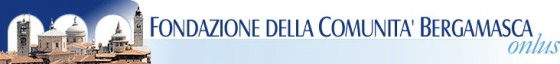 FONDAZIONE DELLA COMUNITA' BERGAMASCA
onlus